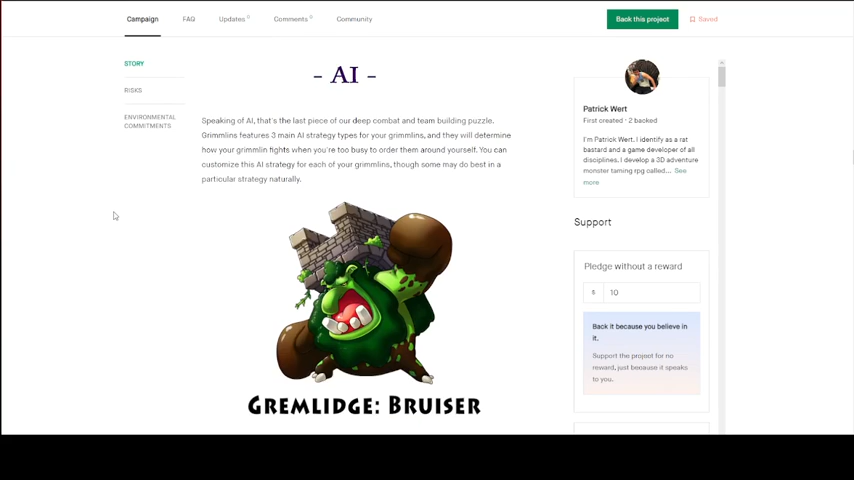 Campaign FAQ Updates 0 Comments 0 Community Back this project Saved
STORY
RISKS
ENVIRONMENTAL
COMMITMENTS
- AI -
Speaking of AI, that's the last piece of our deep combat and team building puzzle.
Grimmlins features 3 main AI strategy types for your grimmlins, and they will determine
how your grimmlin fights when you're too busy to order them around yourself. You can
customize this AI strategy for each of your grimmlins, though some may do best in a
particular strategy naturally.
GREMLIDGE: BRUISER
Patrick Wert
First created · 2 backed
I'm Patrick Wert. I identify as a rat
bastard and a game developer of all
disciplines. I develop a 3D adventure
monster taming rpg called... See
more
Support
Pledge without a reward
$ 10
Back it because you believe in
it.
Support the project for no
reward, just because it speaks
to you.